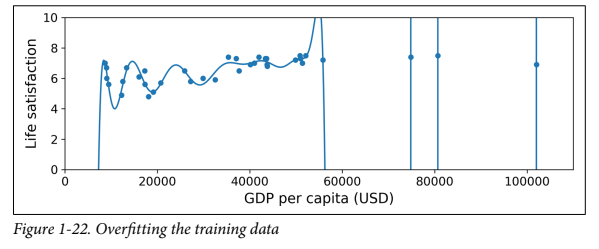 10
8
6
4
2
0
Life satisfaction
0 20000 40000 60000 80000 100000
GDP per capita (USD)
Figure 1-22. Overfitting the training data